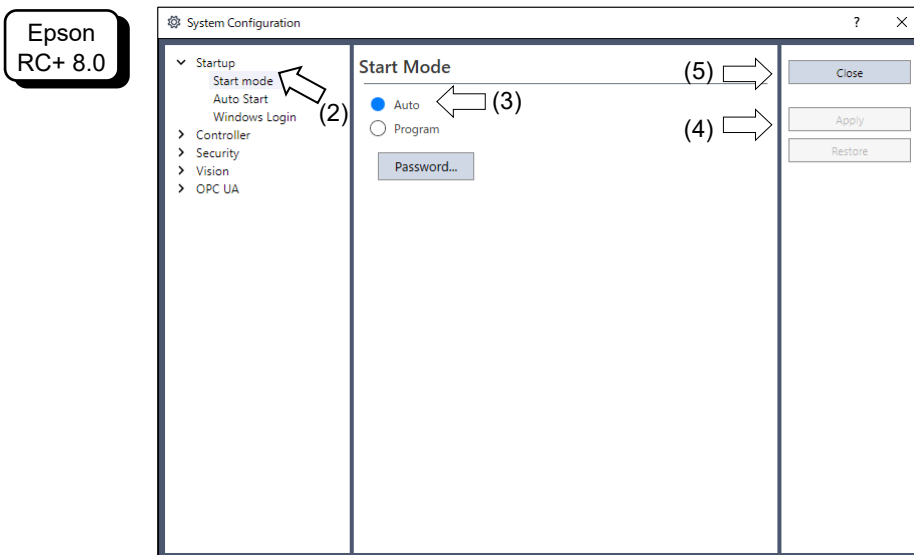 Epson
RC+ 8.0
System Configuration
?
Startup
Start mode
Auto Start
Windows Login
Controller
Security
Vision
OPC UA
(2)
Start Mode
Auto
(3)
Program
Password...
(5)
Close
(4)
Apply
Restore